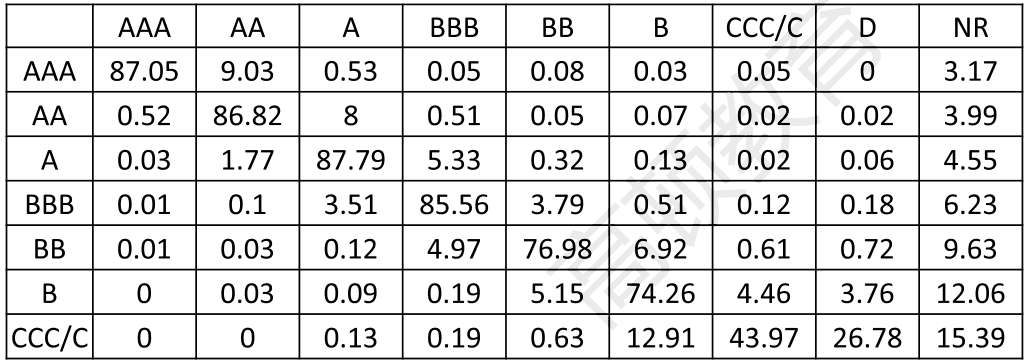 AAA AA A BBB BB B CCC/C D NR
AAA 87.05 9.03 0.53 0.05 0.08 0.03 0.05 0 3.17
AA 0.52 86.82 8 0.51 0.05 0.07 0.02 0.02 3.99
A 0.03 1.77 87.79 5.33 0.32 0.13 0.02 0.06 4.55
BBB 0.01 0.1 3.51 85.56 3.79 0.51 0.12 0.18 6.23
BB 0.01 0.03 0.12 4.97 76.98 6.92 0.61 0.72 9.63
B 0 0.03 0.09 0.19 5.15 74.26 4.46 3.76 12.06
CCC/C 0 0 0.13 0.19 0.63 12.91 43.97 26.78 15.39
高顿教育